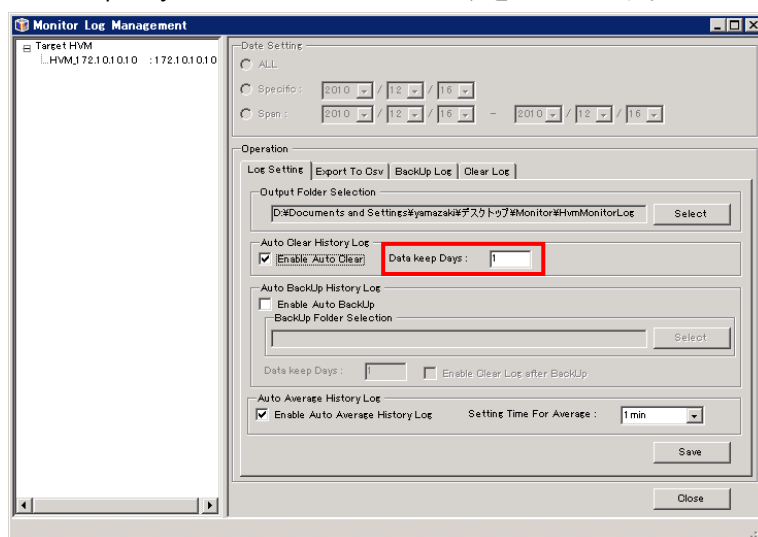 Monitor Log Management
Target HVM
HVM_172.10.10.10 : 172.10.10.10
Date Setting
ALL
Specific : 2010 / 12 / 16
Span : 2010 / 12 / 16 - 2010 / 12 / 16
Operation
Log Setting Export To Csv BackUp Log Clear Log
Output Folder Selection
D:¥Documents and Settings¥yamazaki¥デスクトップ¥Monitor¥HvmMonitorLog Select
Auto Clear History Log
Enable Auto Clear Data keep Days : 1
Auto BackUp History Log
Enable Auto BackUp
BackUp Folder Selection
Select
Data keep Days : 1 Enable Clear Log after BackUp
Auto Average History Log
Enable Auto Average History Log Setting Time For Average : 1 min
Save
Close